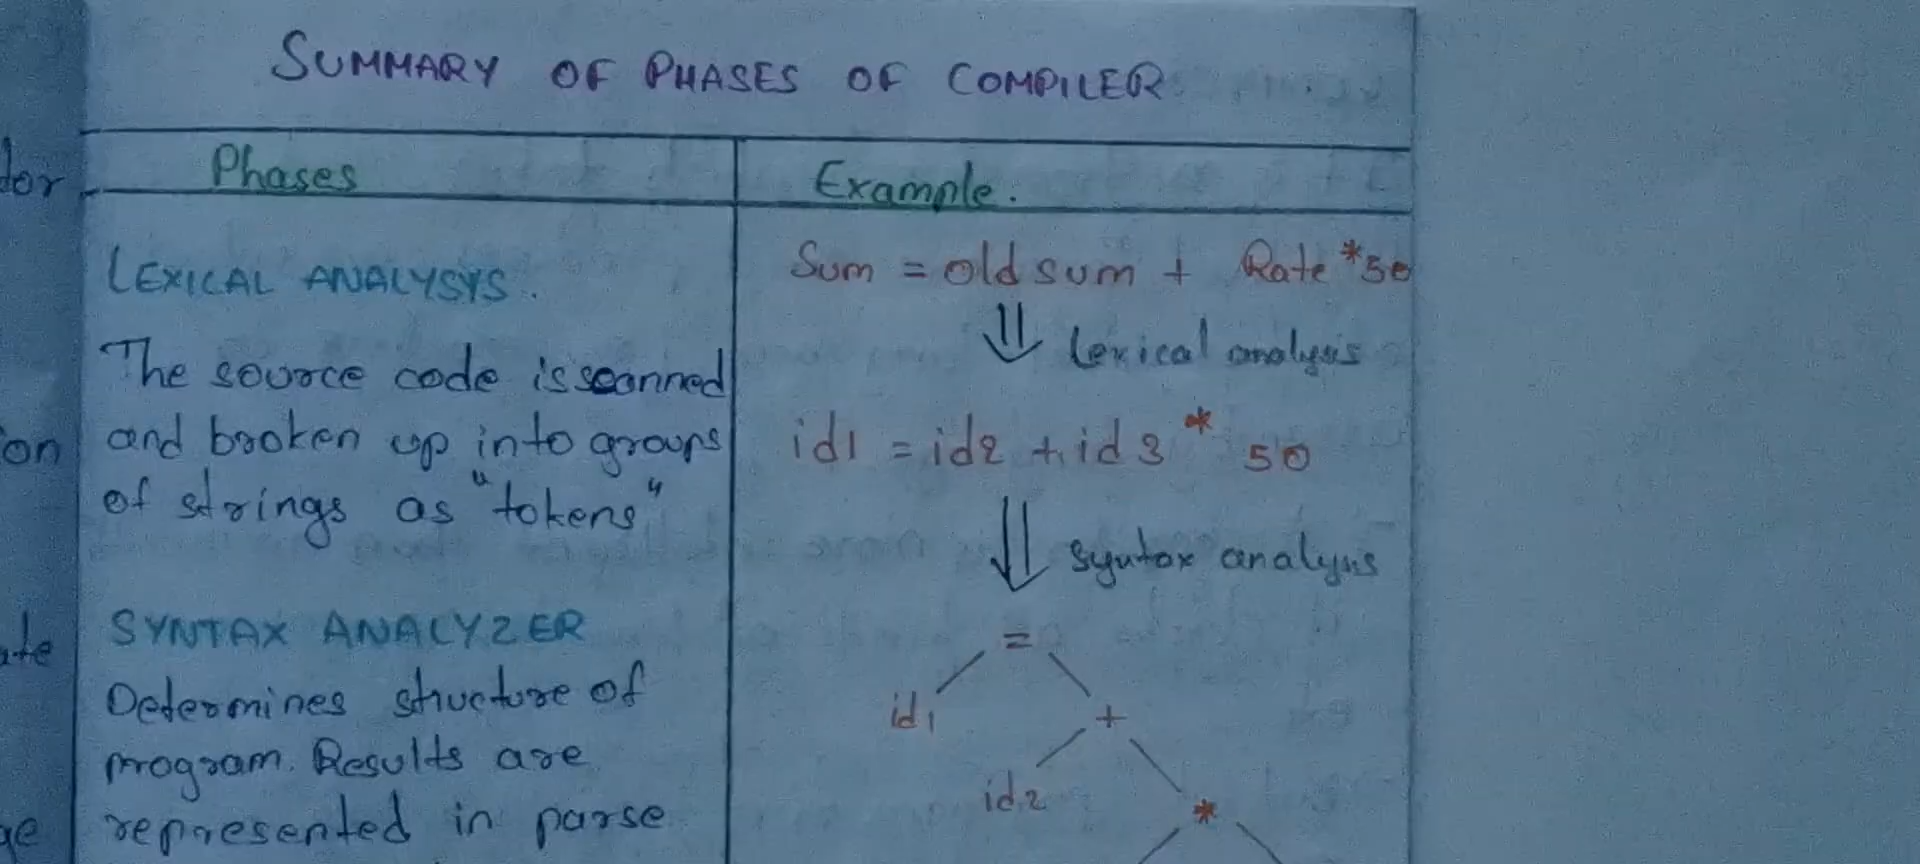 SUMMARY OF PHASES OF COMPILER
Phases
Example.
LEXICAL ANALYSYS.
The source code is scanned
and broken up into groups
of strings as "tokens"
SYNTAX ANALYZER
Determines structure of
program. Results are
represented in parse
Sum = old sum + Rate * 50
⇓ Lexical analysis
id1 = id2 + id3 * 50
⇓ Syntax analysis
=
id1 +
id2 *